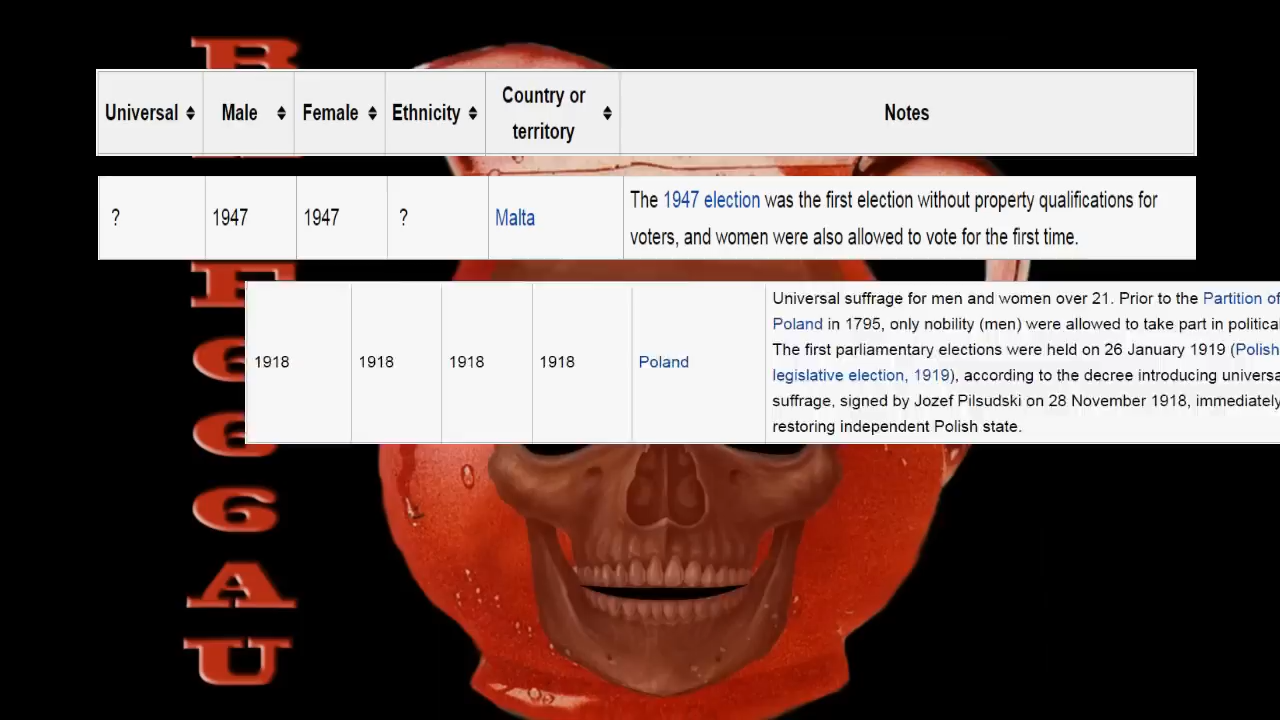 Universal Male Female Ethnicity Country or territory Notes
? 1947 1947 ? Malta The 1947 election was the first election without property qualifications for
voters, and women were also allowed to vote for the first time.
1918 1918 1918 1918 Poland Universal suffrage for men and women over 21. Prior to the Partition of
Poland in 1795, only nobility (men) were allowed to take part in political
The first parliamentary elections were held on 26 January 1919 (Polish
legislative election, 1919), according to the decree introducing universa
suffrage, signed by Jozef Pilsudski on 28 November 1918, immediately
restoring independent Polish state.
6
6
6
A
U